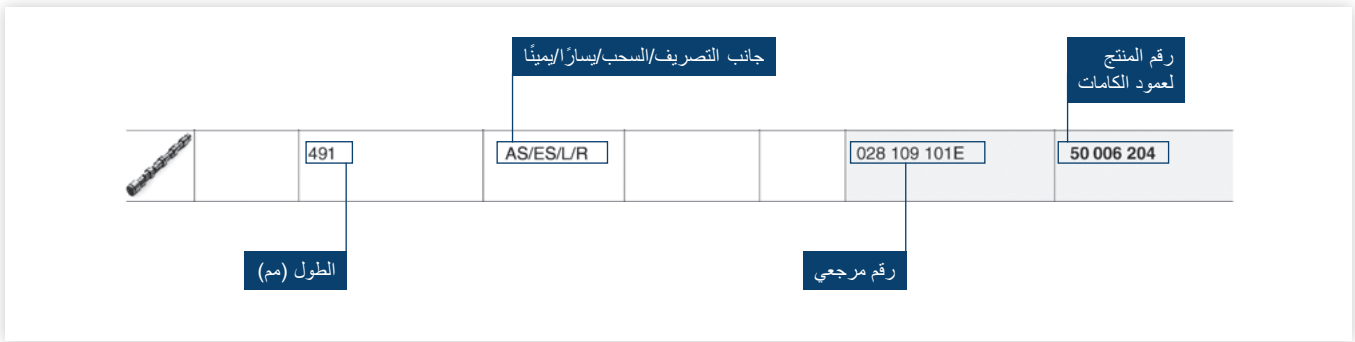 جانب التصريف/السحب/يسارًا/يمينًا
رقم المنتج
لعمود الكامات
491
AS/ES/L/R
028 109 101E
50 006 204
الطول (مم)
رقم مرجعي